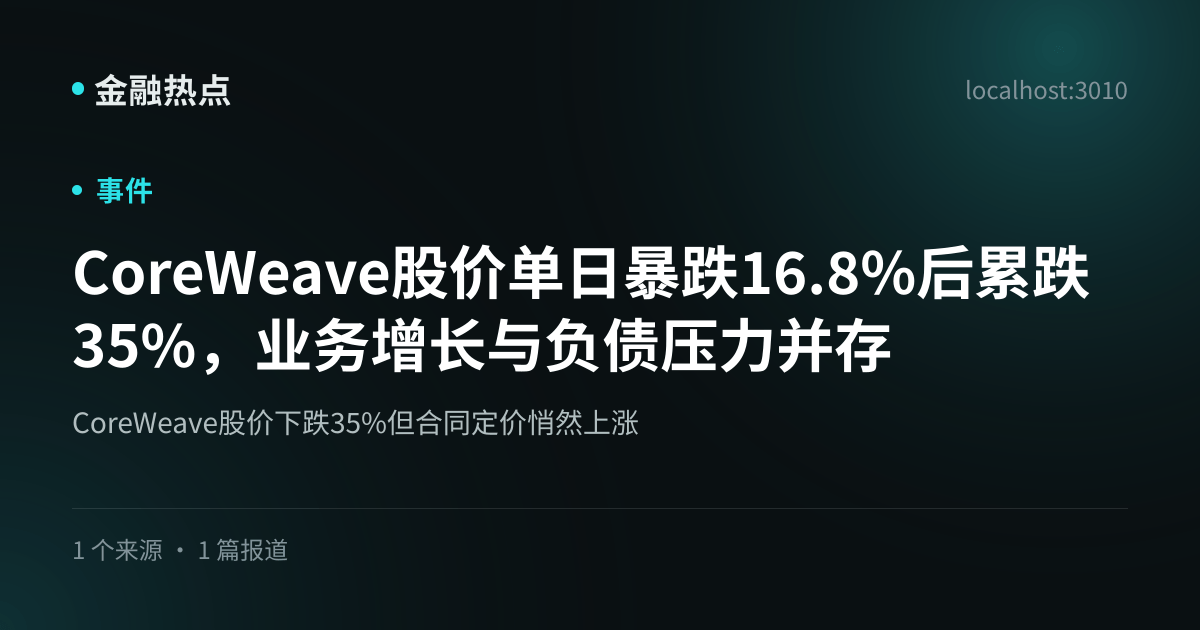 金融热点
localhost:3010
事件
CoreWeave股价单日暴跌16.8%后累跌
35%，业务增长与负债压力并存
CoreWeave股价下跌35%但合同定价悄然上涨
1 个来源 · 1 篇报道